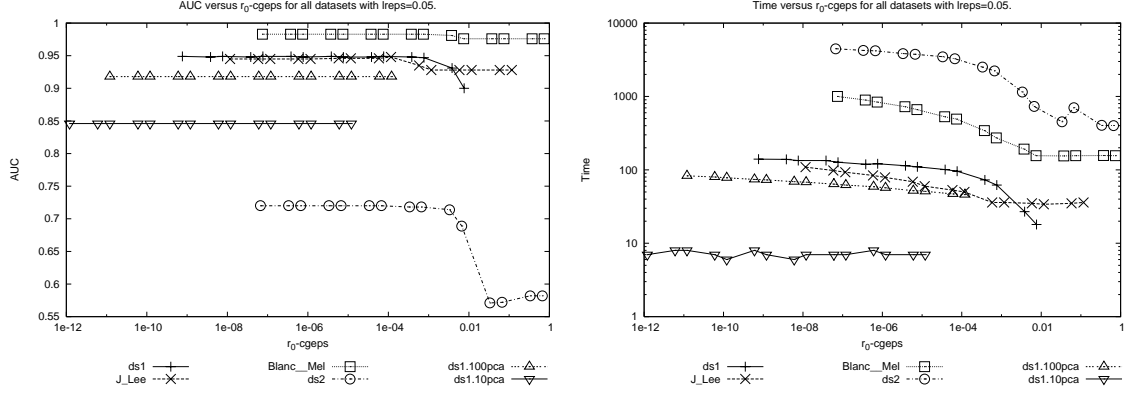 AUC versus r0-cgeps for all datasets with lreps=0.05.
1
0.95
0.9
0.85
AUC
0.8
0.75
0.7
0.65
0.6
0.55
1e-12 1e-10 1e-08 1e-06 1e-04 0.01 1
r0-cgeps
ds1 Blanc__Mel ds1.100pca
J_Lee ds2 ds1.10pca
Time versus r0-cgeps for all datasets with lreps=0.05.
10000
1000
Time
100
10
1
1e-12 1e-10 1e-08 1e-06 1e-04 0.01 1
r0-cgeps
ds1 Blanc__Mel ds1.100pca
J_Lee ds2 ds1.10pca